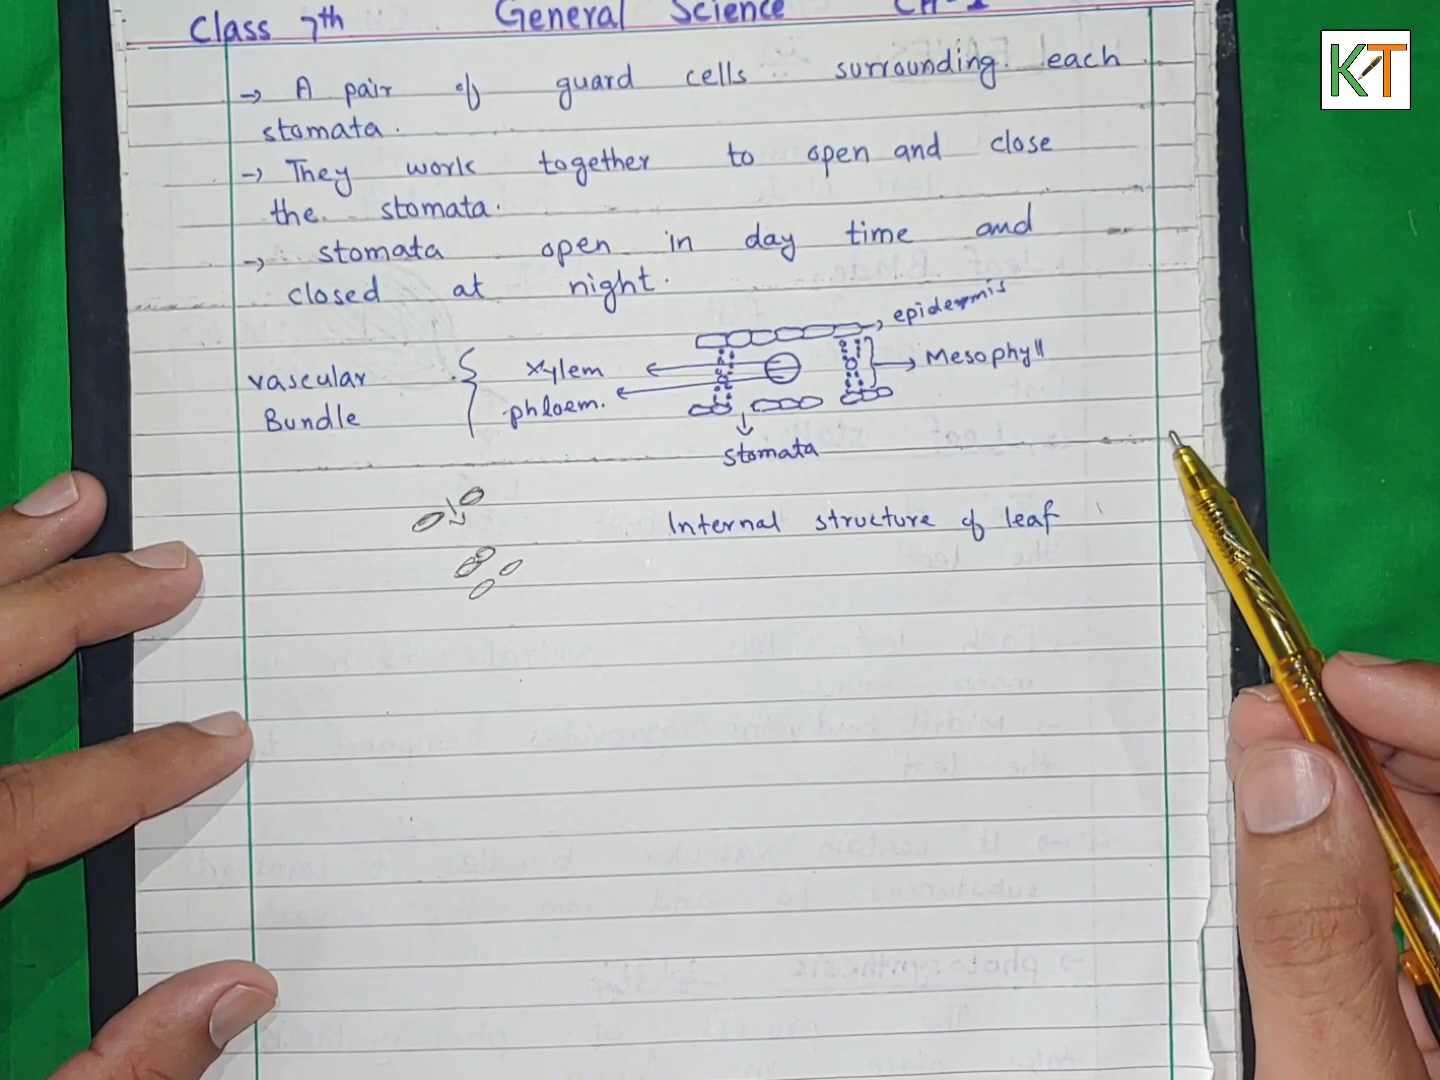 Class 7th General Science CH-1
KT
→ A pair of guard cells surrounding each
stomata.
→ They work together to open and close
the stomata.
→ stomata open in day time and
closed at night.
epidermis
vascular
Bundle
xylem
phloem.
Mesophyll
stomata
Internal structure of leaf